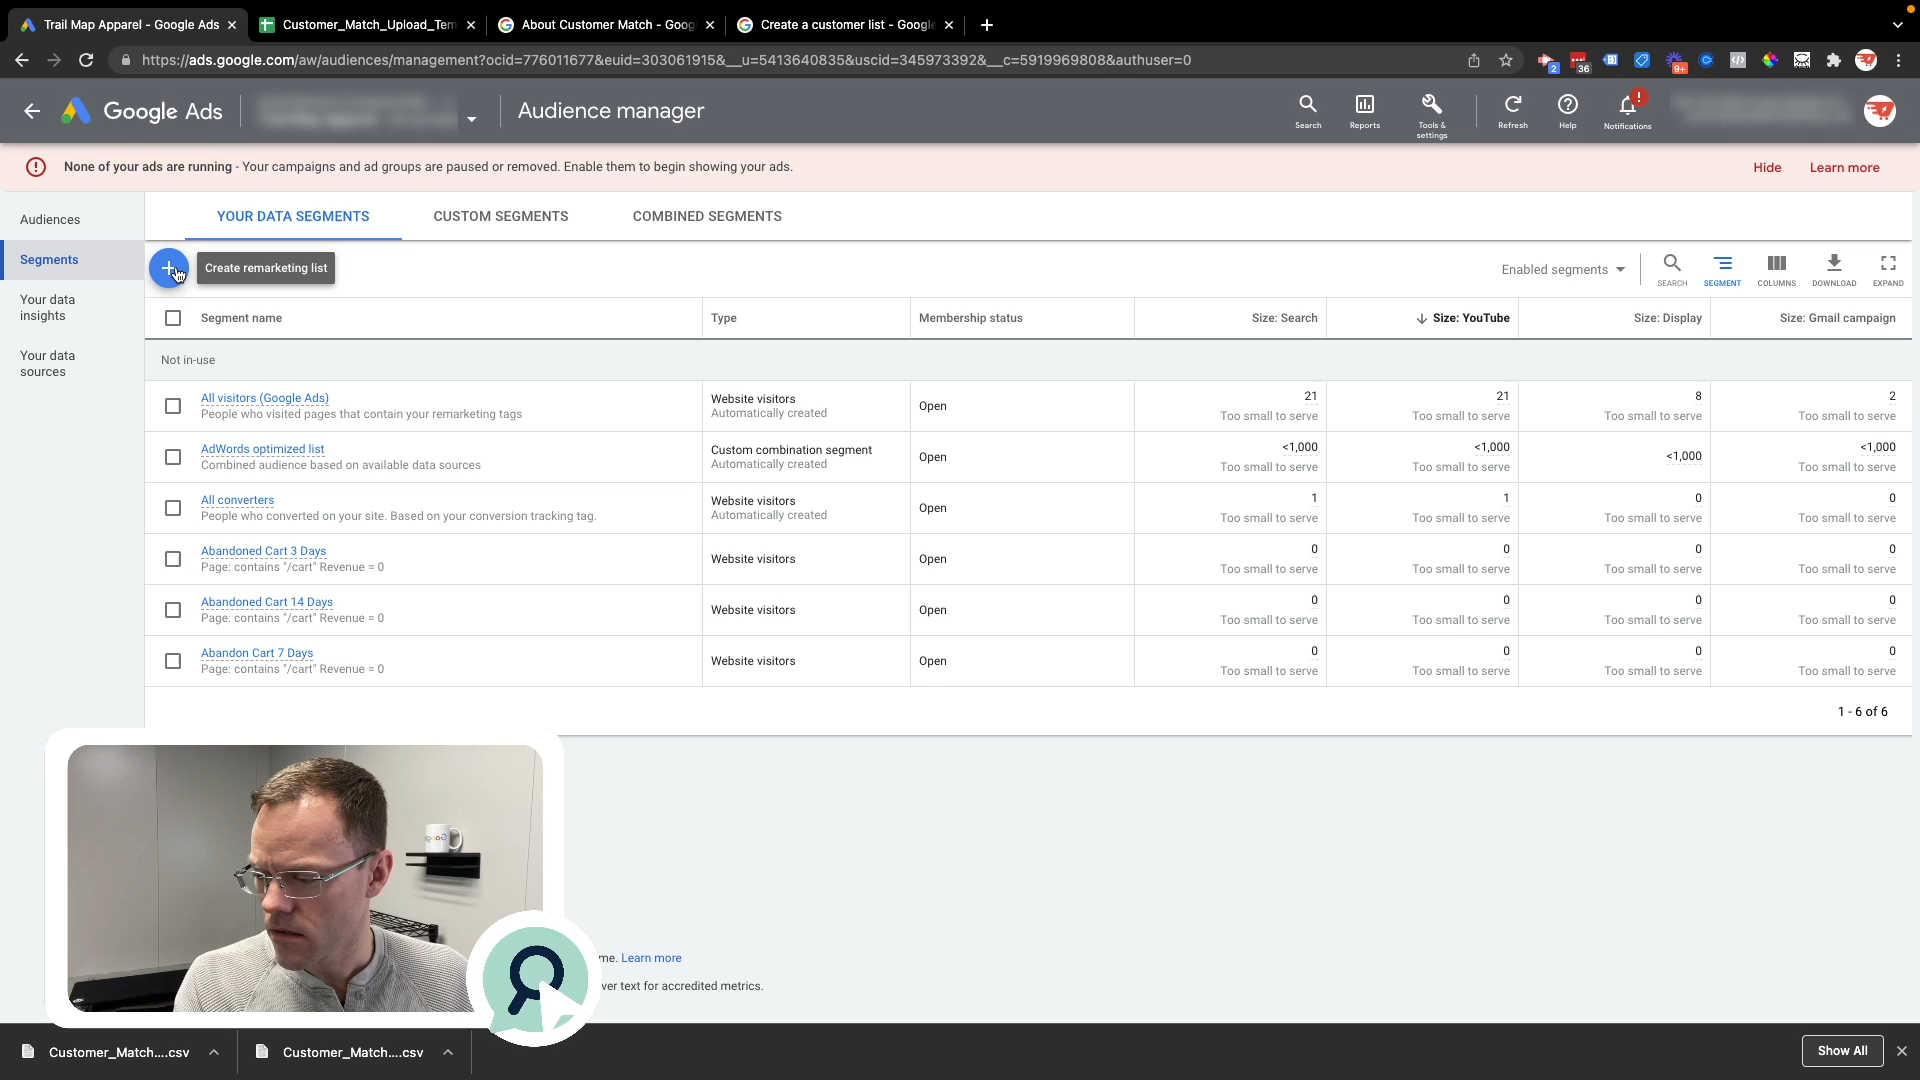 Trail Map Apparel - Google Ads
Customer_Match_Upload_Tem
About Customer Match - Goog
Create a customer list - Google
https://ads.google.com/aw/audiences/management?ocid=776011677&euid=303061915&__u=5413640835&uscid=345973392&__c=5919969808&authuser=0
2
36
9+
Google Ads
Audience manager
Search
Reports
Tools &
settings
Refresh
Help
Notifications
None of your ads are running - Your campaigns and ad groups are paused or removed. Enable them to begin showing your ads.
Hide
Learn more
Audiences
Segments
Your data
insights
Your data
sources
YOUR DATA SEGMENTS
CUSTOM SEGMENTS
COMBINED SEGMENTS
Create remarketing list
Enabled segments
SEARCH
SEGMENT
COLUMNS
DOWNLOAD
EXPAND
Segment name
Type
Membership status
Size: Search
Size: YouTube
Size: Display
Size: Gmail campaign
Not in-use
All visitors (Google Ads)
People who visited pages that contain your remarketing tags
Website visitors
Automatically created
Open
21
Too small to serve
21
Too small to serve
8
Too small to serve
2
Too small to serve
AdWords optimized list
Combined audience based on available data sources
Custom combination segment
Automatically created
Open
<1,000
Too small to serve
<1,000
Too small to serve
<1,000
<1,000
Too small to serve
All converters
People who converted on your site. Based on your conversion tracking tag.
Website visitors
Automatically created
Open
1
Too small to serve
1
Too small to serve
0
Too small to serve
0
Too small to serve
Abandoned Cart 3 Days
Page: contains "/cart" Revenue = 0
Website visitors
Open
0
Too small to serve
0
Too small to serve
0
Too small to serve
0
Too small to serve
Abandoned Cart 14 Days
Page: contains "/cart" Revenue = 0
Website visitors
Open
0
Too small to serve
0
Too small to serve
0
Too small to serve
0
Too small to serve
Abandon Cart 7 Days
Page: contains "/cart" Revenue = 0
Website visitors
Open
0
Too small to serve
0
Too small to serve
0
Too small to serve
0
Too small to serve
1 - 6 of 6
me. Learn more
ver text for accredited metrics.
Customer_Match....csv
Customer_Match....csv
Show All